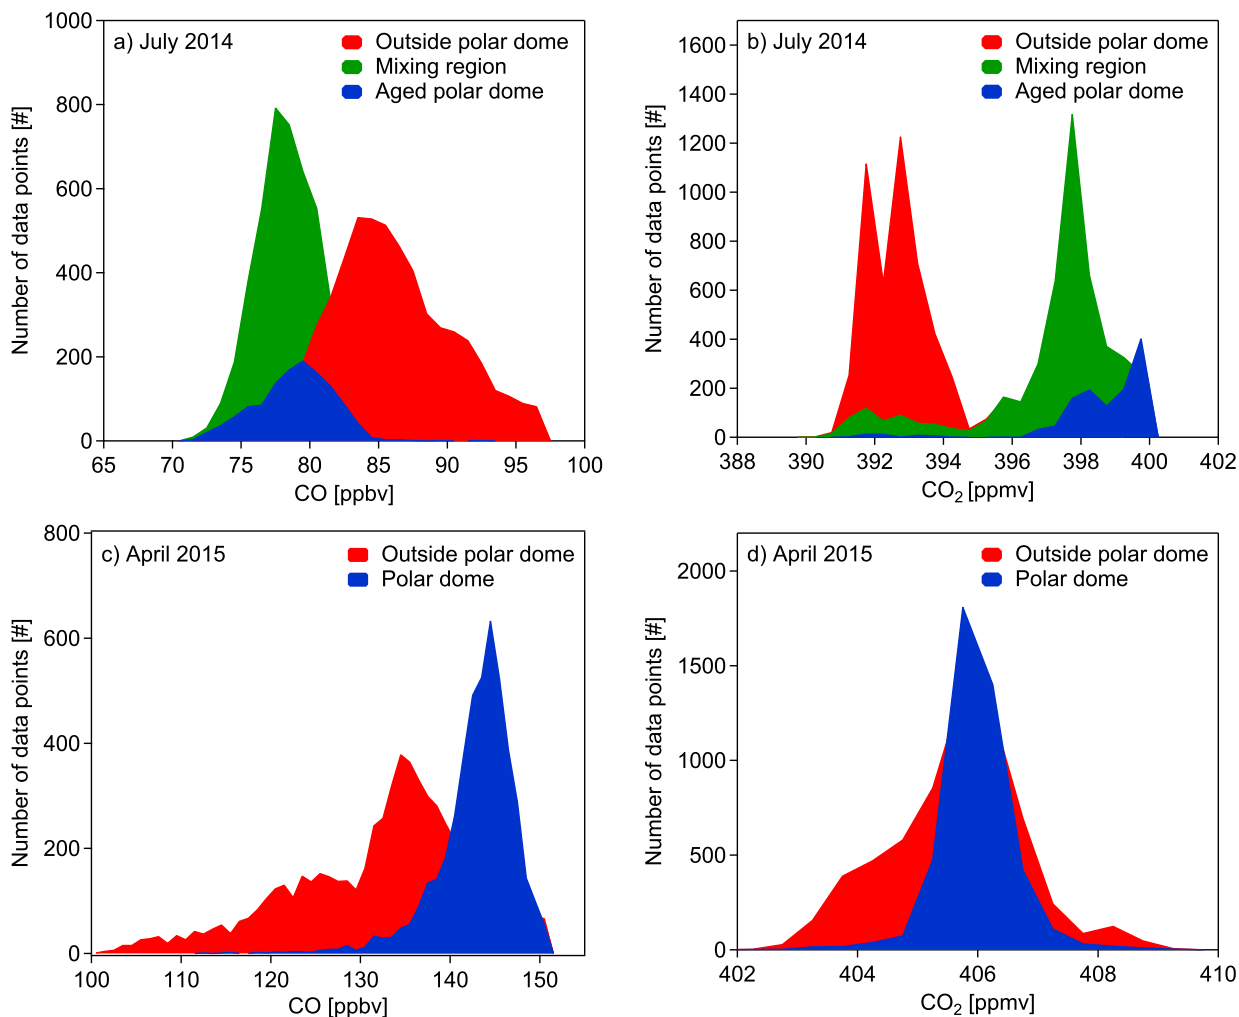 a) July 2014
Outside polar dome
Mixing region
Aged polar dome
Number of data points [#]
1000
800
600
400
200
0
65 70 75 80 85 90 95 100
CO [ppbv]
b) July 2014
Outside polar dome
Mixing region
Aged polar dome
Number of data points [#]
1600
1400
1200
1000
800
600
400
200
0
388 390 392 394 396 398 400 402
CO₂ [ppmv]
c) April 2015
Outside polar dome
Polar dome
Number of data points [#]
800
600
400
200
0
100 110 120 130 140 150
CO [ppbv]
d) April 2015
Outside polar dome
Polar dome
Number of data points [#]
2000
1500
1000
500
0
402 404 406 408 410
CO₂ [ppmv]